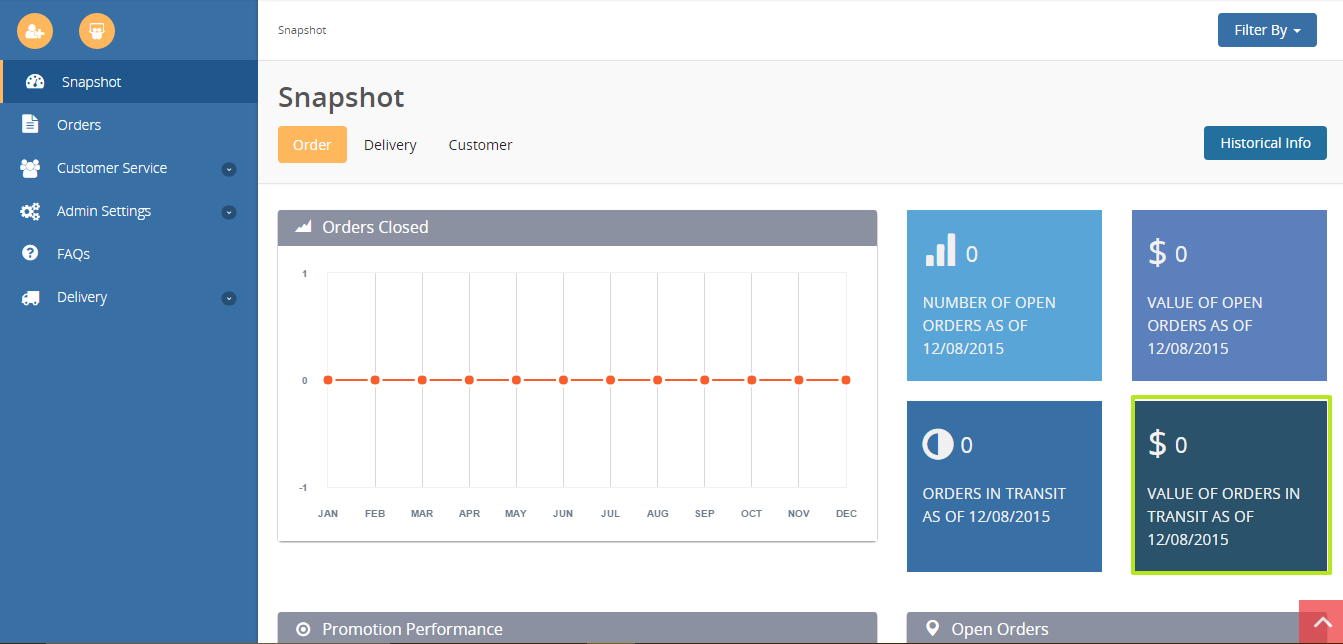 Snapshot
Filter By
Snapshot
Orders
Customer Service
Admin Settings
FAQs
Delivery
Snapshot
Order
Delivery
Customer
Historical Info
Orders Closed
1
0
-1
JAN FEB MAR APR MAY JUN JUL AUG SEP OCT NOV DEC
0
NUMBER OF OPEN
ORDERS AS OF
12/08/2015
$ 0
VALUE OF OPEN
ORDERS AS OF
12/08/2015
0
ORDERS IN TRANSIT
AS OF 12/08/2015
$ 0
VALUE OF ORDERS IN
TRANSIT AS OF
12/08/2015
Promotion Performance
Open Orders